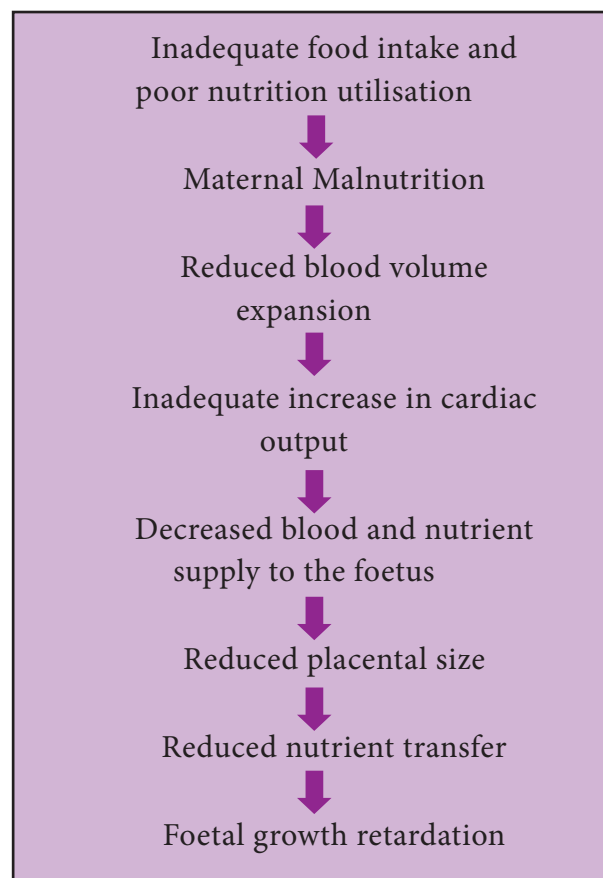 Inadequate food intake and
poor nutrition utilisation
Maternal Malnutrition
Reduced blood volume
expansion
Inadequate increase in cardiac
output
Decreased blood and nutrient
supply to the foetus
Reduced placental size
Reduced nutrient transfer
Foetal growth retardation